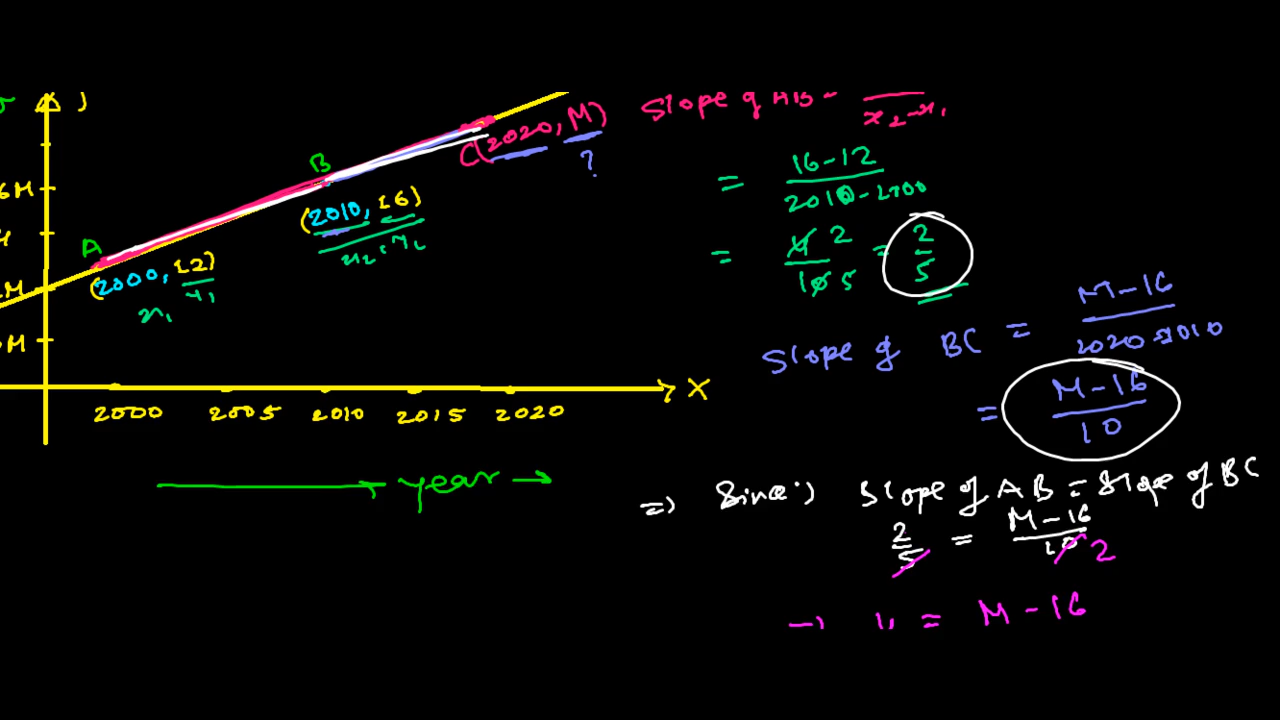 Slope of AB =
x₂-x₁
C(2020, M)
?
B
(2010, 16)
x₂, y₂
A
(2000, 12)
x₁ y₁
= 16-12 / 2010-2000
= 4 2 / 10 5 = 2/5
Slope of BC = M-16 / 2020-2010
= M-16 / 10
X
2000 2005 2010 2015 2020
year
=> Since) Slope of AB = Slope of BC
2/5 = M-16 / 10 2
= M-16